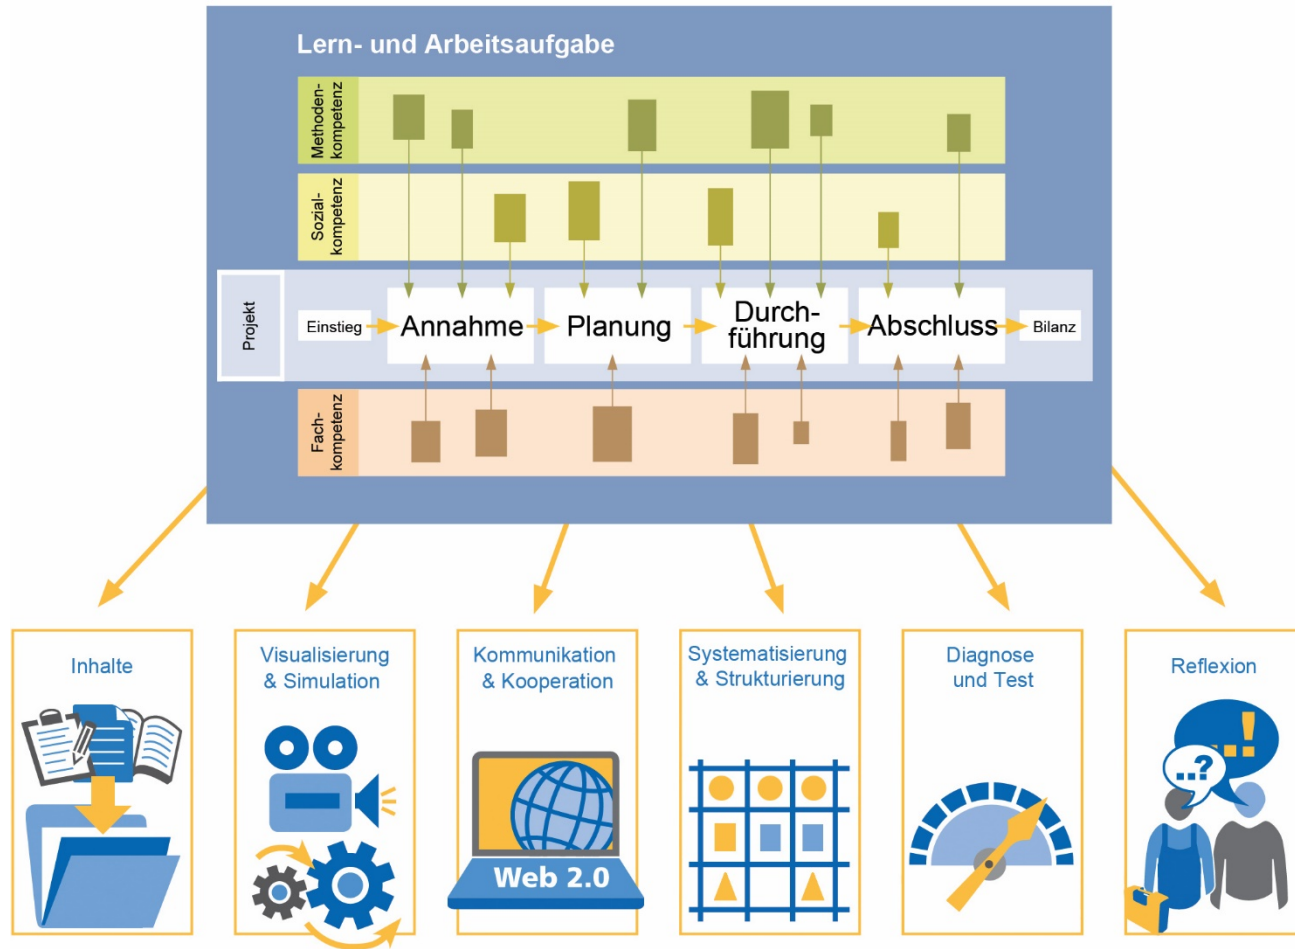 Lern- und Arbeitsaufgabe
Methoden-
kompetenz
Sozial-
kompetenz
Projekt
Einstieg
Annahme
Planung
Durch-
führung
Abschluss
Bilanz
Fach-
kompetenz
Inhalte
Visualisierung
& Simulation
Kommunikation
& Kooperation
Systematisierung
& Strukturierung
Diagnose
und Test
Reflexion
Web 2.0
..?
...!